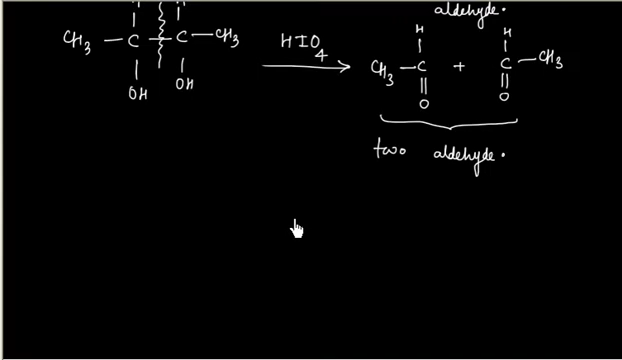 aldehyde.
H H
CH3 — C — C — CH3 HIO4 CH3 — C + C — CH3
OH OH O O
two aldehyde.